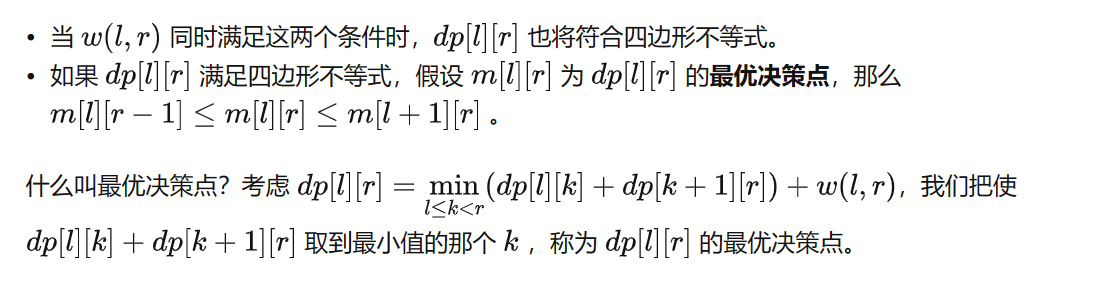 • 当 w(l, r) 同时满足这两个条件时，dp[l][r] 也将符合四边形不等式。
• 如果 dp[l][r] 满足四边形不等式，假设 m[l][r] 为 dp[l][r] 的最优决策点，那么
m[l][r − 1] ≤ m[l][r] ≤ m[l + 1][r] 。
什么叫最优决策点？考虑 dp[l][r] = min l≤k<r (dp[l][k] + dp[k + 1][r]) + w(l, r)，我们把使
dp[l][k] + dp[k + 1][r] 取到最小值的那个 k ，称为 dp[l][r] 的最优决策点。